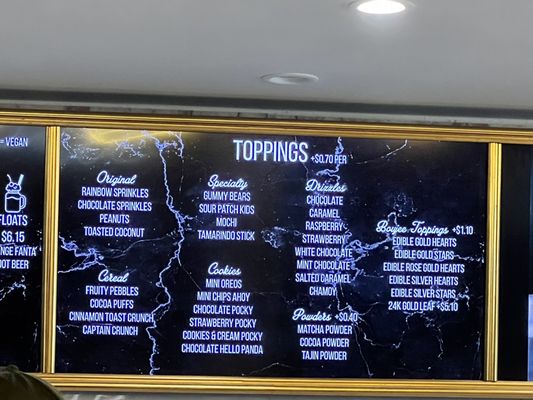 = VEGAN
FLOATS
$6.15
TOPPINGS +$0.70 PER
Original
RAINBOW SPRINKLES
CHOCOLATE SPRINKLES
PEANUTS
TOASTED COCONUT
Cereal
FRUITY PEBBLES
COCOA PUFFS
CINNAMON TOAST CRUNCH
CAPTAIN CRUNCH
Specialty
GUMMY BEARS
SOUR PATCH KIDS
MOCHI
TAMARINDO STICK
Cookies
MINI OREOS
MINI CHIPS AHOY
CHOCOLATE POCKY
STRAWBERRY POCKY
COOKIES & CREAM POCKY
CHOCOLATE HELLO PANDA
Drizzles
CHOCOLATE
CARAMEL
RASPBERRY
STRAWBERRY
WHITE CHOCOLATE
MINT CHOCOLATE
SALTED CARAMEL
CHAMOY
Powders +$0.40
MATCHA POWDER
COCOA POWDER
TAJIN POWDER
Boujee Toppings +$1.10
EDIBLE GOLD HEARTS
EDIBLE GOLD STARS
EDIBLE ROSE GOLD HEARTS
EDIBLE SILVER HEARTS
EDIBLE SILVER STARS
24K GOLD LEAF +$5.10